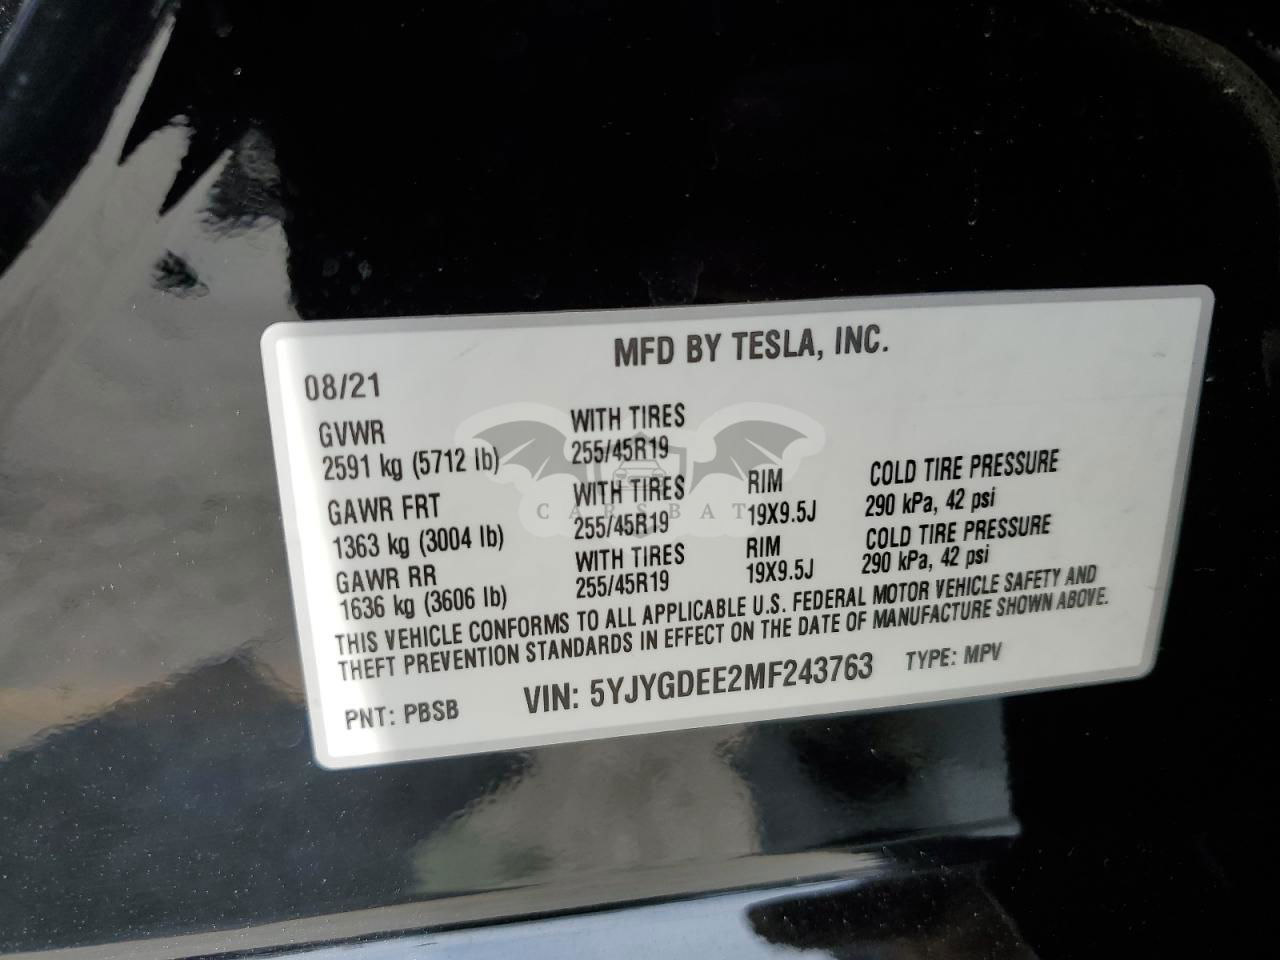 MFD BY TESLA, INC.
08/21
GVWR WITH TIRES
2591 kg (5712 lb) 255/45R19
GAWR FRT WITH TIRES RIM COLD TIRE PRESSURE
1363 kg (3004 lb) 255/45R19 19X9.5J 290 kPa, 42 psi
GAWR RR WITH TIRES RIM COLD TIRE PRESSURE
1636 kg (3606 lb) 255/45R19 19X9.5J 290 kPa, 42 psi
THIS VEHICLE CONFORMS TO ALL APPLICABLE U.S. FEDERAL MOTOR VEHICLE SAFETY AND
THEFT PREVENTION STANDARDS IN EFFECT ON THE DATE OF MANUFACTURE SHOWN ABOVE.
PNT: PBSB VIN: 5YJYGDEE2MF243763 TYPE: MPV
CARSBAT